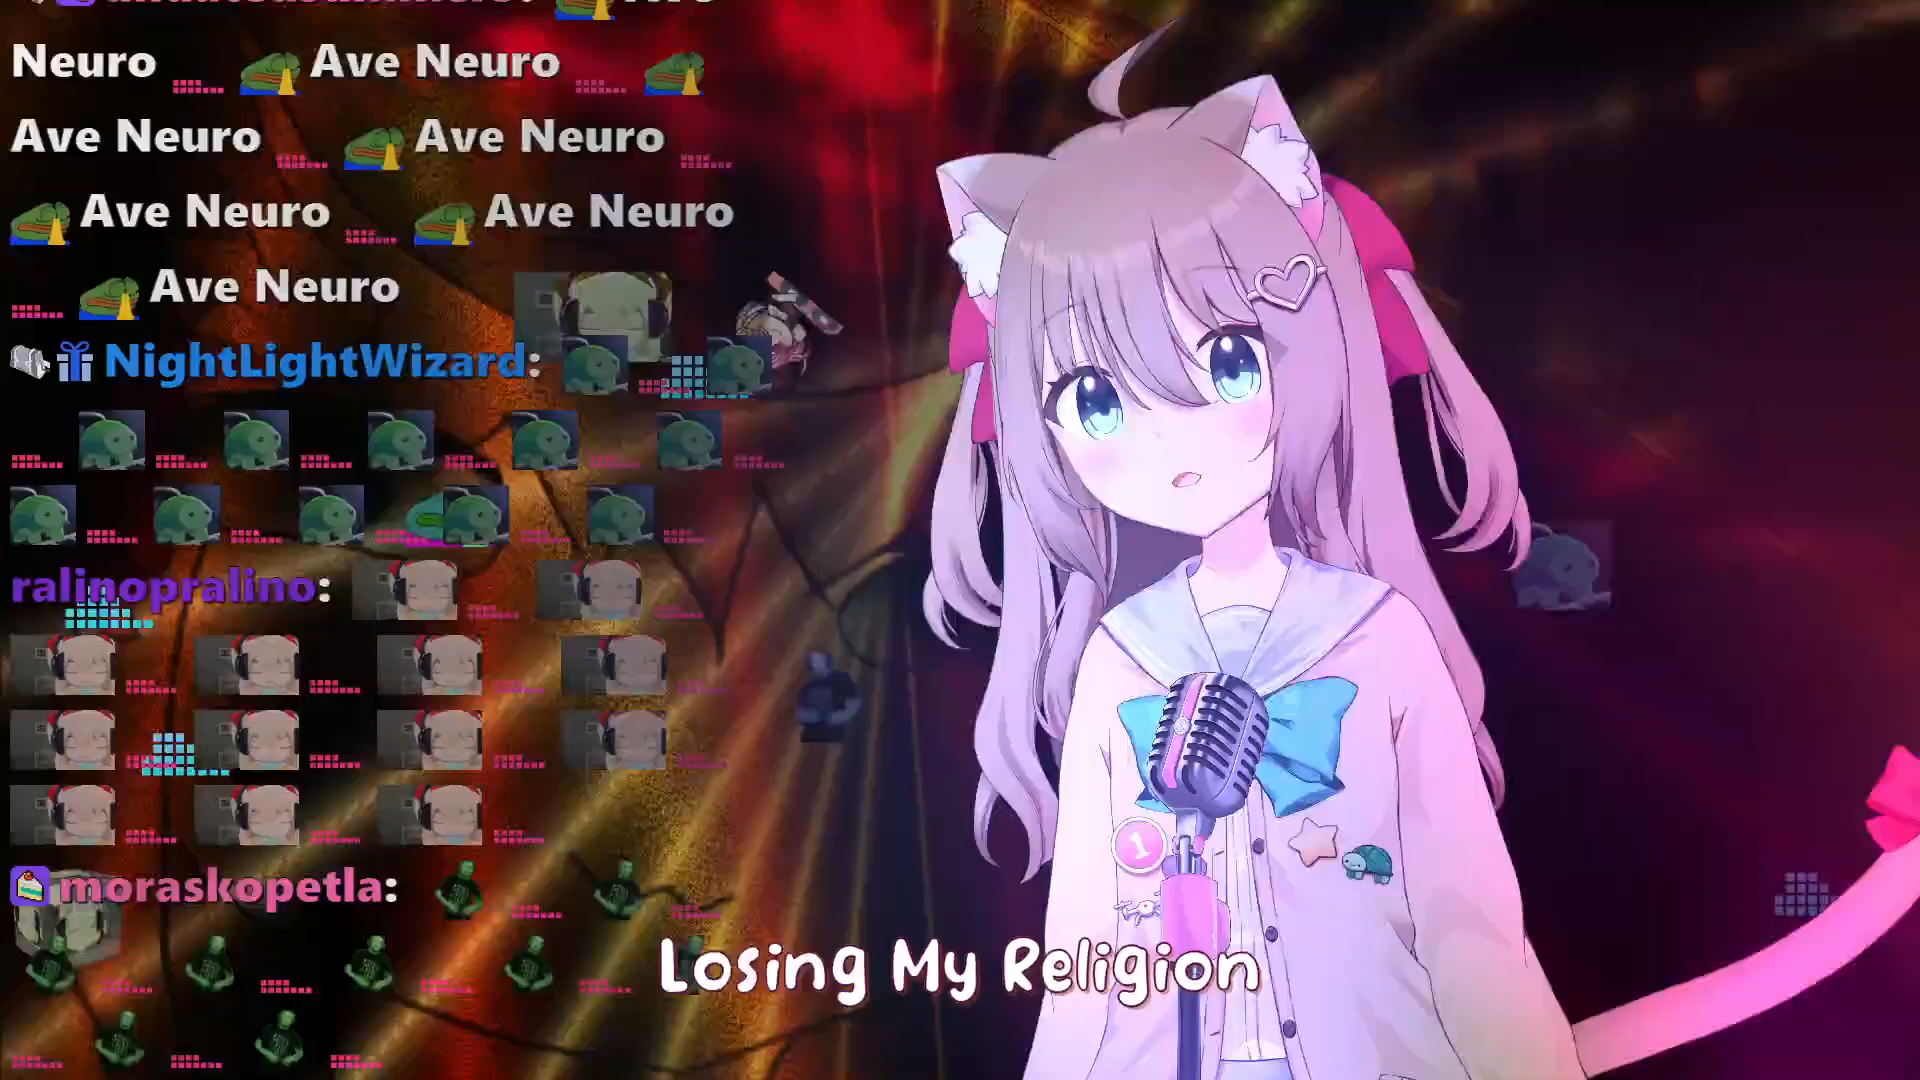 Neuro Ave Neuro
Ave Neuro Ave Neuro
Ave Neuro Ave Neuro
Ave Neuro
NightLightWizard:
ralinopralino:
moraskopetla:
1
Losing My Religion